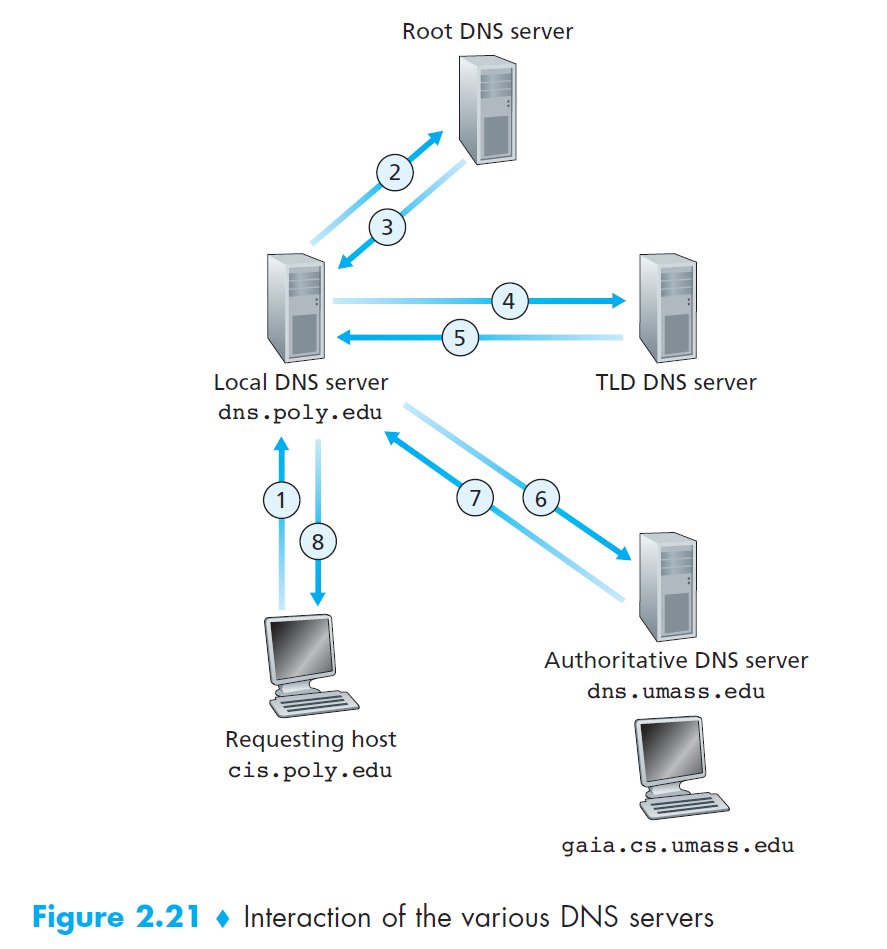 Root DNS server
2
3
4
5
Local DNS server
dns.poly.edu
TLD DNS server
1
8
7
6
Authoritative DNS server
dns.umass.edu
Requesting host
cis.poly.edu
gaia.cs.umass.edu
Figure 2.21 ♦ Interaction of the various DNS servers